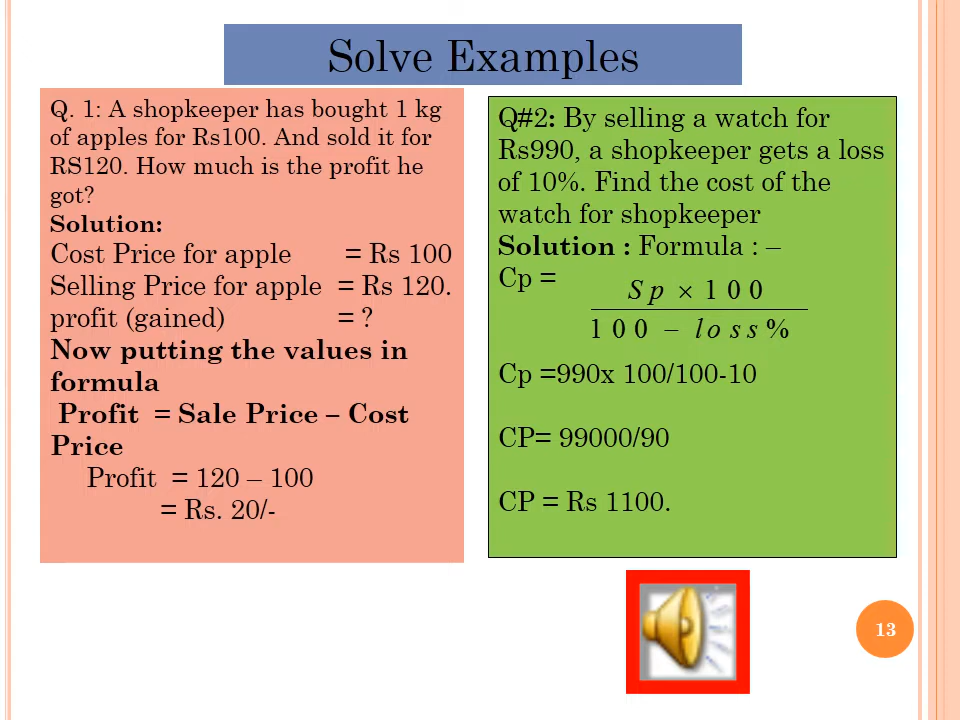 Solve Examples
Q. 1: A shopkeeper has bought 1 kg
of apples for Rs100. And sold it for
RS120. How much is the profit he
got?
Solution:
Cost Price for apple = Rs 100
Selling Price for apple = Rs 120.
profit (gained) = ?
Now putting the values in
formula
Profit = Sale Price – Cost
Price
Profit = 120 – 100
= Rs. 20/-
Q#2: By selling a watch for
Rs990, a shopkeeper gets a loss
of 10%. Find the cost of the
watch for shopkeeper
Solution : Formula : –
Cp =
Sp × 100
100 – loss%
Cp =990x 100/100-10
CP= 99000/90
CP = Rs 1100.
13